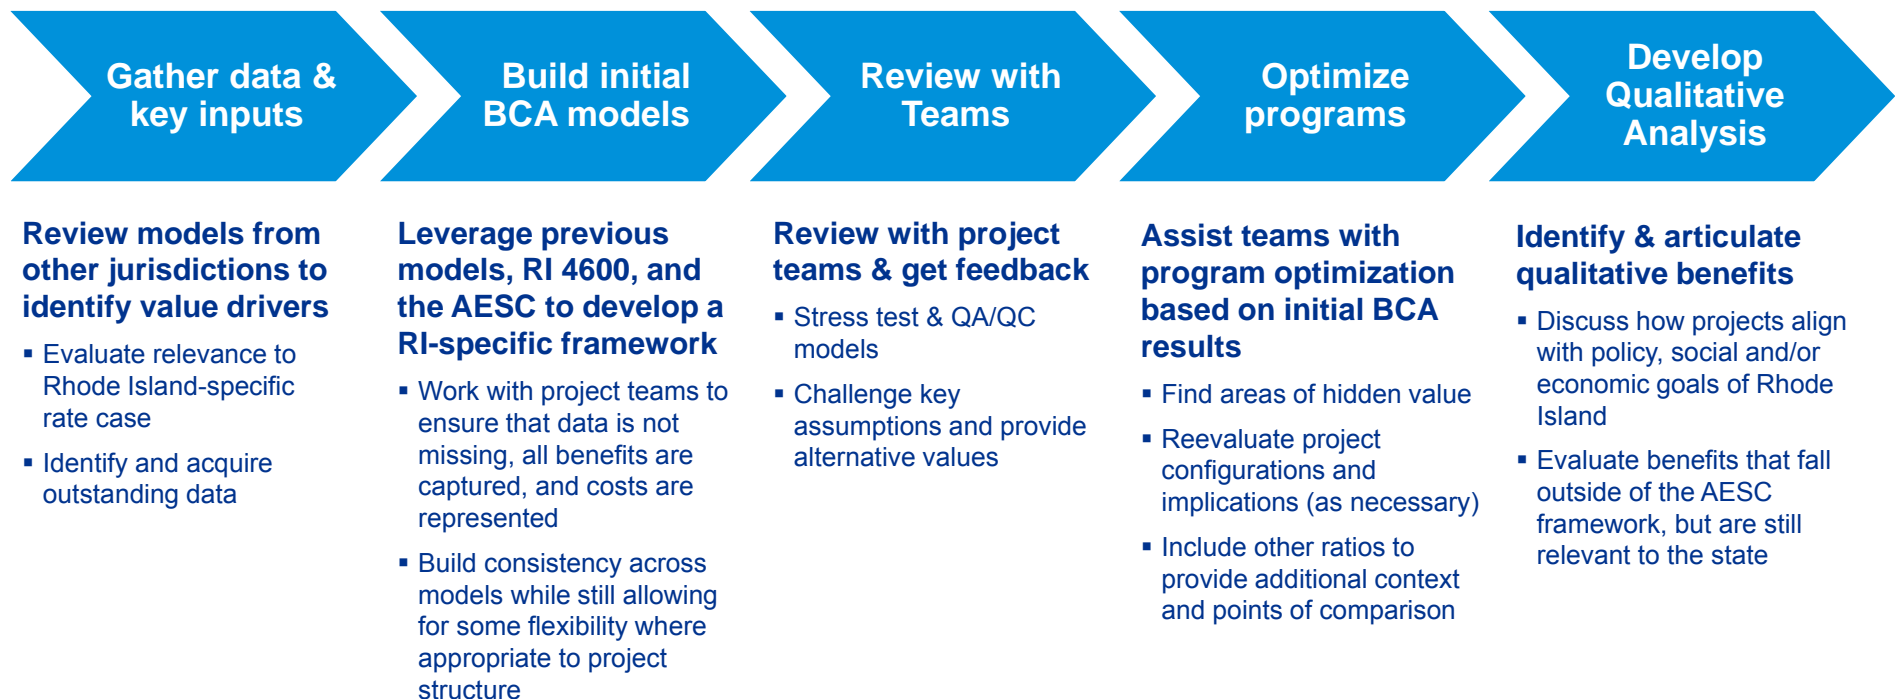 Gather data &
key inputs
Build initial
BCA models
Review with
Teams
Optimize
programs
Develop
Qualitative
Analysis
Review models from
other jurisdictions to
identify value drivers
▪ Evaluate relevance to
Rhode Island-specific
rate case
▪ Identify and acquire
outstanding data
Leverage previous
models, RI 4600, and
the AESC to develop a
RI-specific framework
▪ Work with project teams to
ensure that data is not
missing, all benefits are
captured, and costs are
represented
▪ Build consistency across
models while still allowing
for some flexibility where
appropriate to project
structure
Review with project
teams & get feedback
▪ Stress test & QA/QC
models
▪ Challenge key
assumptions and provide
alternative values
Assist teams with
program optimization
based on initial BCA
results
▪ Find areas of hidden value
▪ Reevaluate project
configurations and
implications (as necessary)
▪ Include other ratios to
provide additional context
and points of comparison
Identify & articulate
qualitative benefits
▪ Discuss how projects align
with policy, social and/or
economic goals of Rhode
Island
▪ Evaluate benefits that fall
outside of the AESC
framework, but are still
relevant to the state